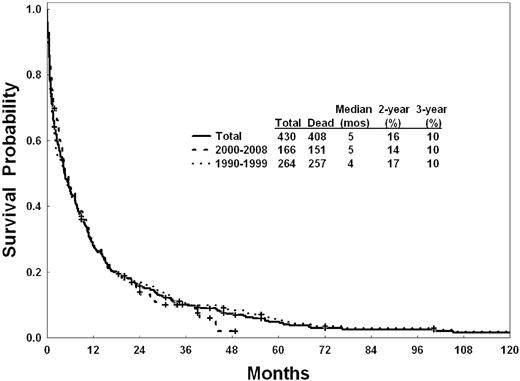 1.0
0.8
0.6
0.4
0.2
0.0
Survival Probability
Median 2-year 3-year
Total Dead (mos) (%) (%)
Total 430 408 5 16 10
2000-2008 166 151 5 14 10
1990-1999 264 257 4 17 10
0 12 24 36 48 60 72 84 96 108 120
Months